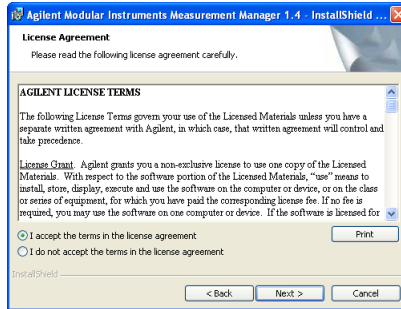 Agilent Modular Instruments Measurement Manager 1.4 - InstallShield ...
License Agreement
Please read the following license agreement carefully.
AGILENT LICENSE TERMS
The following License Terms govern your use of the Licensed Materials unless you have a
separate written agreement with Agilent, in which case, that written agreement will control and
take precedence.
License Grant. Agilent grants you a non-exclusive license to use one copy of the Licensed
Materials. With respect to the software portion of the Licensed Materials, "use" means to
install, store, display, execute and use the software on the computer or device, or on the class
or series of equipment, for which you have paid the corresponding license fee. If no fee is
required, you may use the software on one computer or device. If the software is licensed for
I accept the terms in the license agreement
Print
I do not accept the terms in the license agreement
InstallShield
< Back Next > Cancel